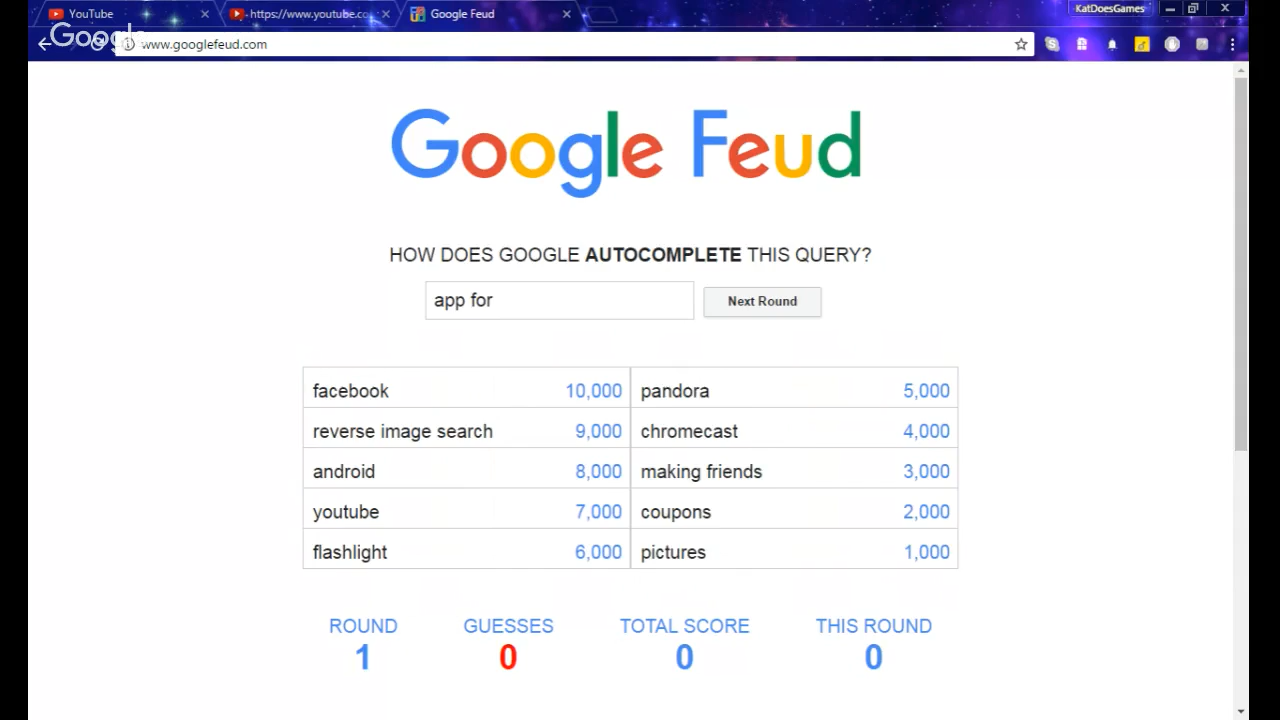 YouTube
https://www.youtube.cc
Google Feud
KatDoesGames
Google
www.googlefeud.com
Google Feud
HOW DOES GOOGLE AUTOCOMPLETE THIS QUERY?
app for
Next Round
facebook 10,000 pandora 5,000
reverse image search 9,000 chromecast 4,000
android 8,000 making friends 3,000
youtube 7,000 coupons 2,000
flashlight 6,000 pictures 1,000
ROUND GUESSES TOTAL SCORE THIS ROUND
1 0 0 0